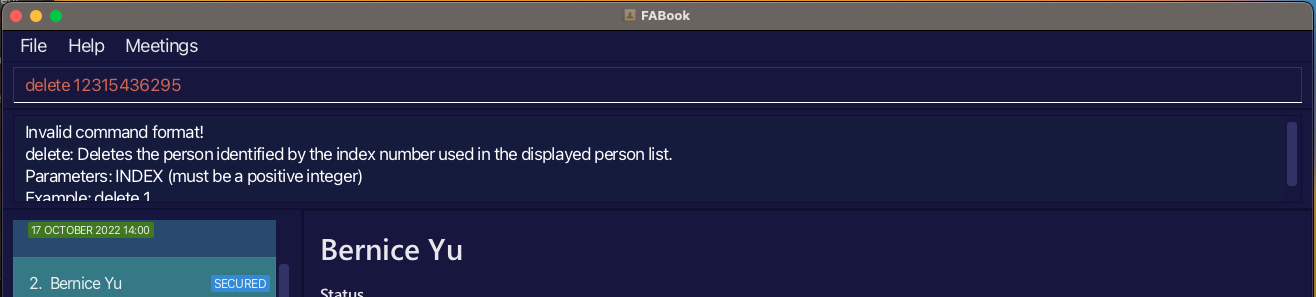 FABook
File Help Meetings
delete 12315436295
Invalid command format!
delete: Deletes the person identified by the index number used in the displayed person list.
Parameters: INDEX (must be a positive integer)
Example: delete 1
17 OCTOBER 2022 14:00
2. Bernice Yu SECURED
Bernice Yu
Status